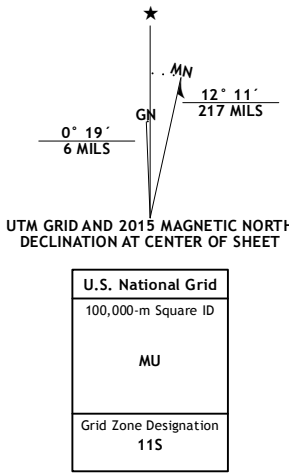 ★
MN
GN
12° 11´
217 MILS
0° 19´
6 MILS
UTM GRID AND 2015 MAGNETIC NORTH
DECLINATION AT CENTER OF SHEET
U.S. National Grid
100,000-m Square ID
MU
Grid Zone Designation
11S